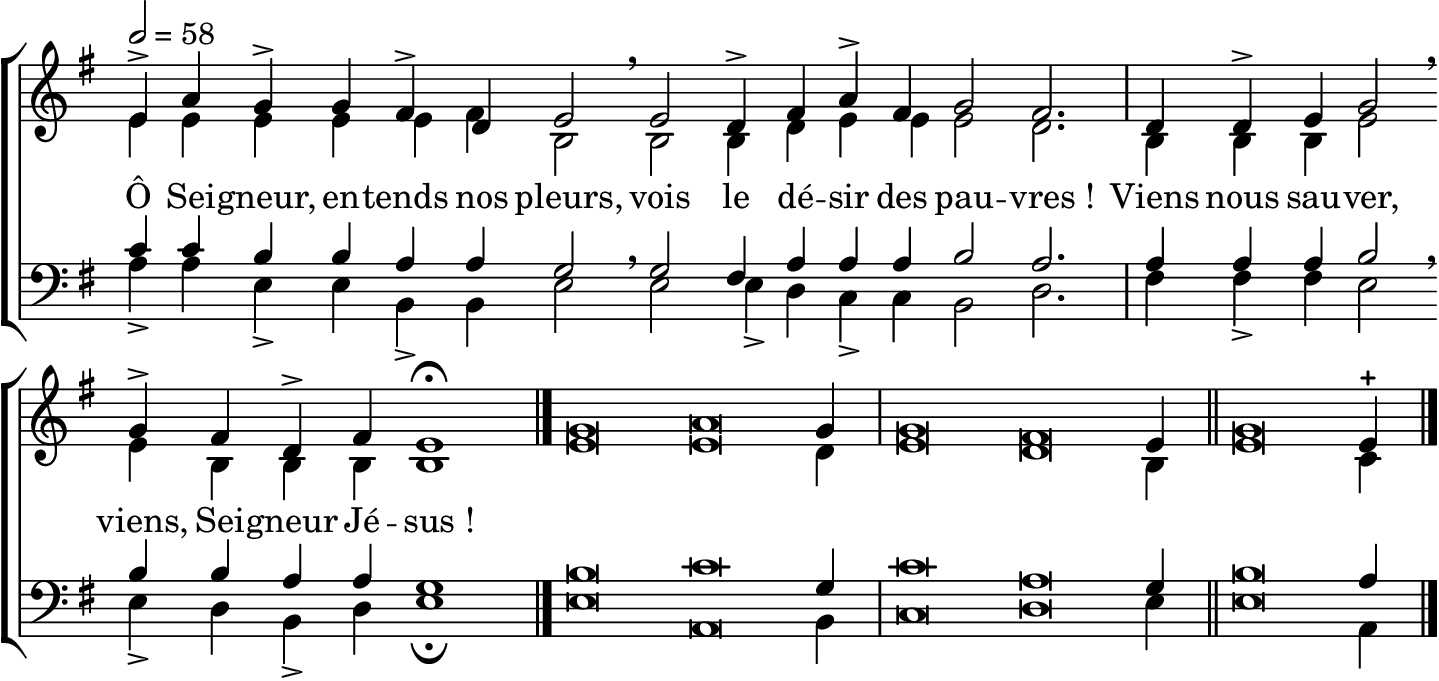 = 58
Ô Seigneur, entends nos pleurs, vois le dé-sir des pau-vres ! Viens nous sauver,
viens, Seigneur Jé-sus !